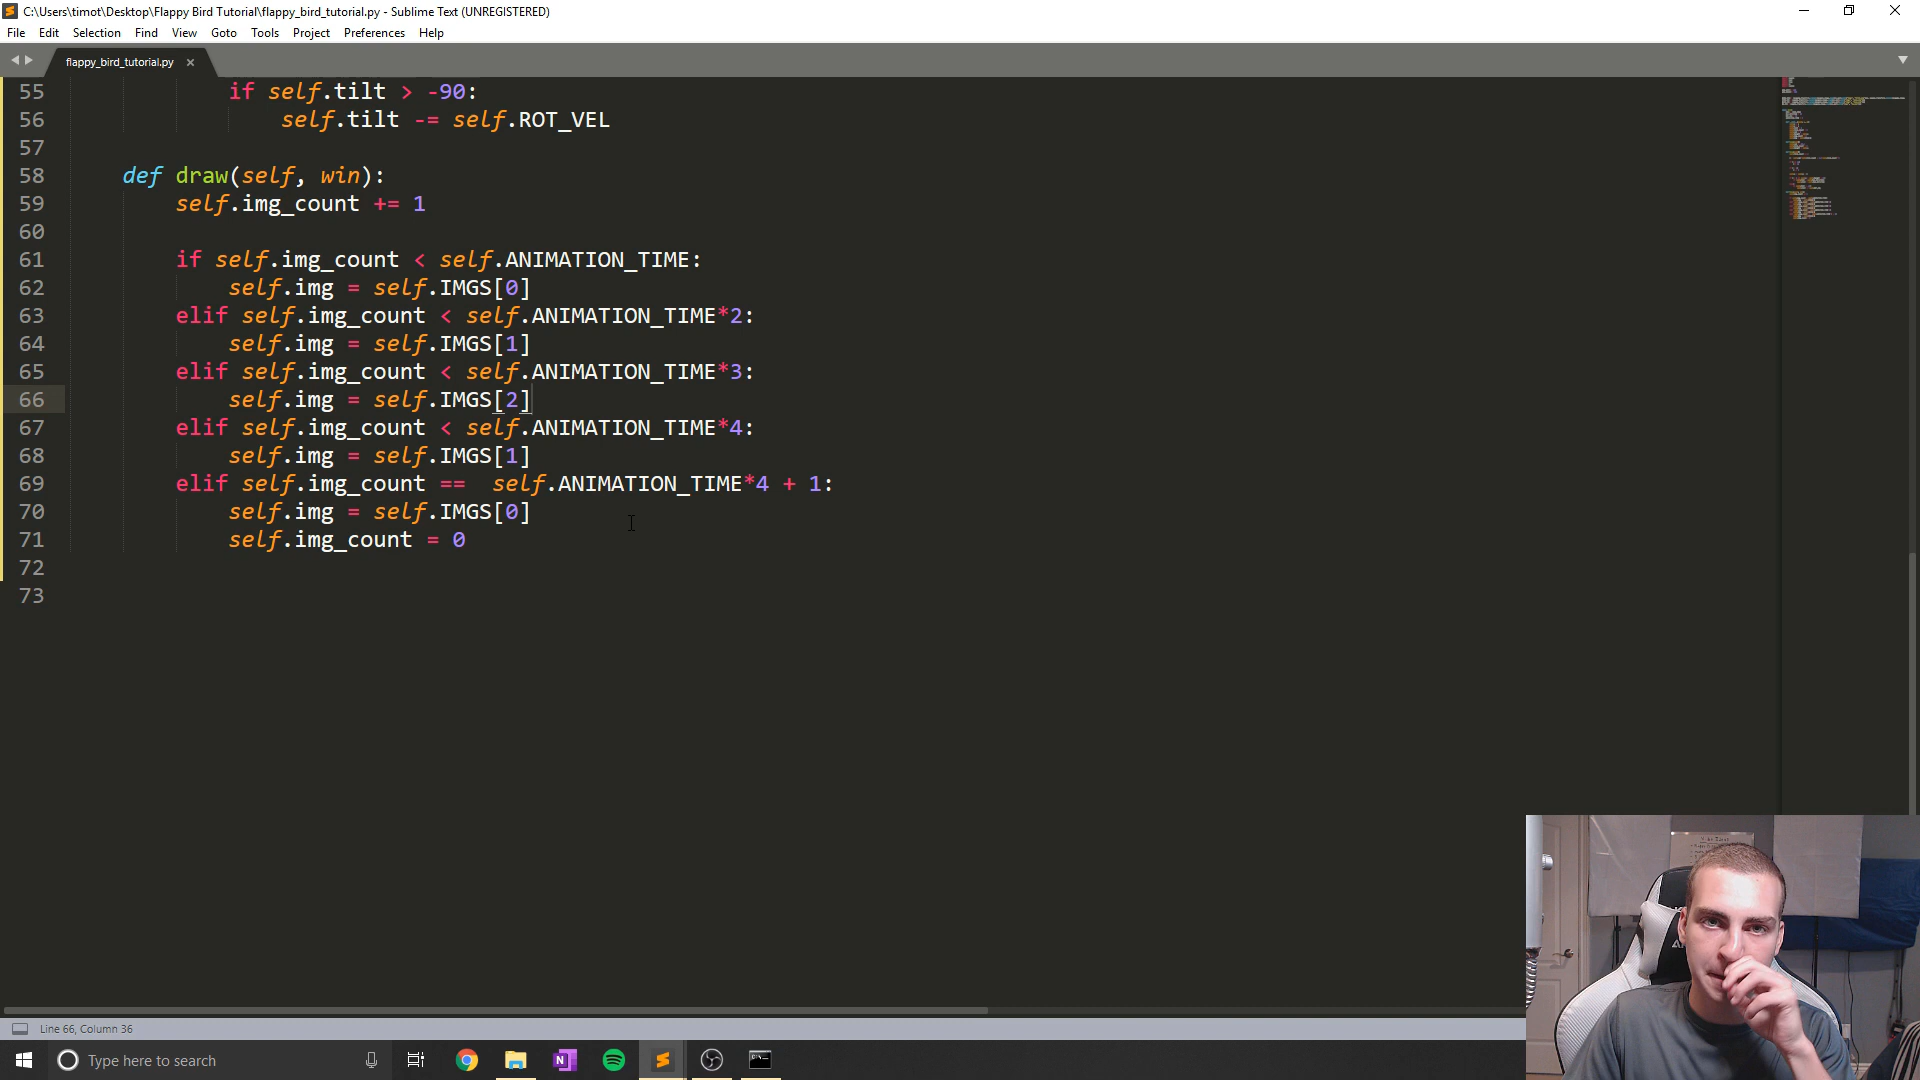 C:\Users\timot\Desktop\Flappy Bird Tutorial\flappy_bird_tutorial.py - Sublime Text (UNREGISTERED)
File Edit Selection Find View Goto Tools Project Preferences Help
flappy_bird_tutorial.py
55 if self.tilt > -90:
56 self.tilt -= self.ROT_VEL
57
58 def draw(self, win):
59 self.img_count += 1
60
61 if self.img_count < self.ANIMATION_TIME:
62 self.img = self.IMGS[0]
63 elif self.img_count < self.ANIMATION_TIME*2:
64 self.img = self.IMGS[1]
65 elif self.img_count < self.ANIMATION_TIME*3:
66 self.img = self.IMGS[2]
67 elif self.img_count < self.ANIMATION_TIME*4:
68 self.img = self.IMGS[1]
69 elif self.img_count ==  self.ANIMATION_TIME*4 + 1:
70 self.img = self.IMGS[0]
71 self.img_count = 0
72
73
Line 66, Column 36
Type here to search